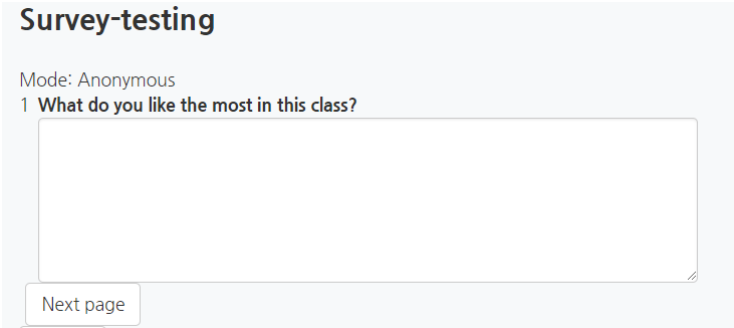 Survey-testing
Mode: Anonymous
1 What do you like the most in this class?
Next page